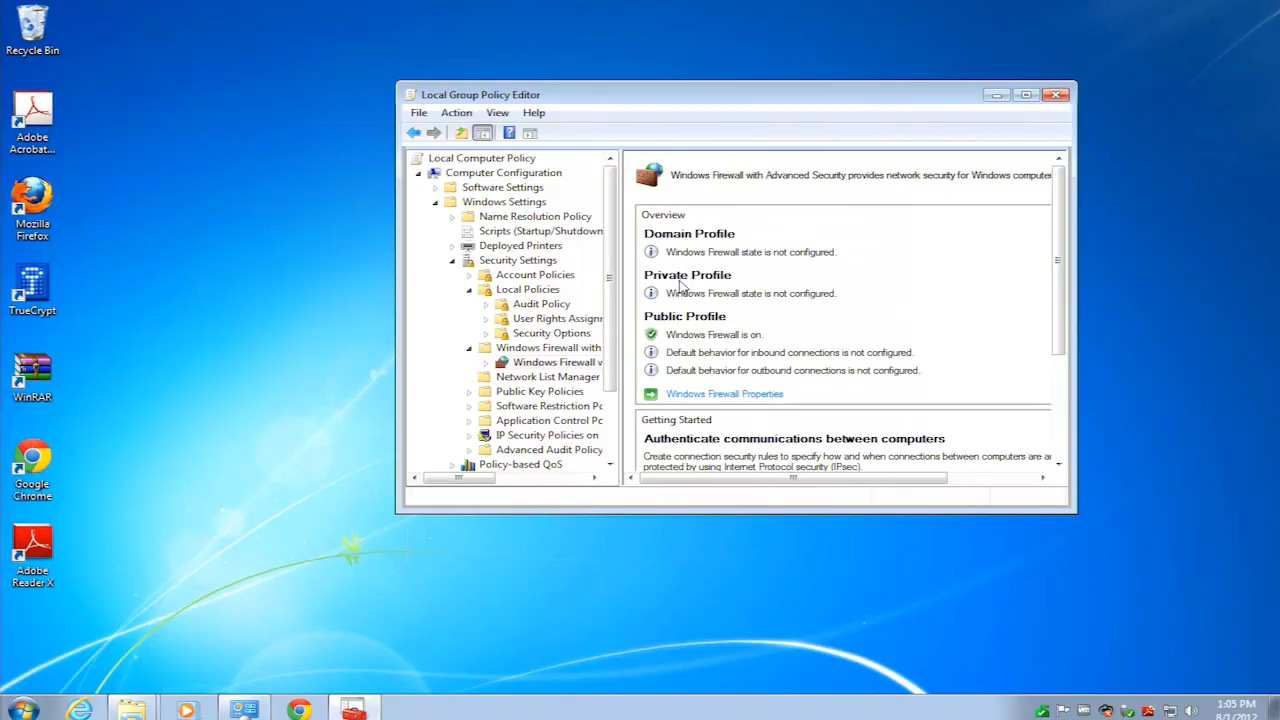 Recycle Bin
Adobe
Acrobat...
Mozilla
Firefox
TrueCrypt
WinRAR
Google
Chrome
Adobe
Reader X
Local Group Policy Editor
File Action View Help
Local Computer Policy
Computer Configuration
Software Settings
Windows Settings
Name Resolution Policy
Scripts (Startup/Shutdown
Deployed Printers
Security Settings
Account Policies
Local Policies
Audit Policy
User Rights Assignr
Security Options
Windows Firewall with
Windows Firewall w
Network List Manager
Public Key Policies
Software Restriction Pc
Application Control Pc
IP Security Policies on
Advanced Audit Policy
Policy-based QoS
Windows Firewall with Advanced Security provides network security for Windows computer
Overview
Domain Profile
Windows Firewall state is not configured.
Private Profile
Windows Firewall state is not configured.
Public Profile
Windows Firewall is on.
Default behavior for inbound connections is not configured.
Default behavior for outbound connections is not configured.
Windows Firewall Properties
Getting Started
Authenticate communications between computers
Create connection security rules to specify how and when connections between computers are au
protected by using Internet Protocol security (IPsec).
1:05 PM
8/1/2012